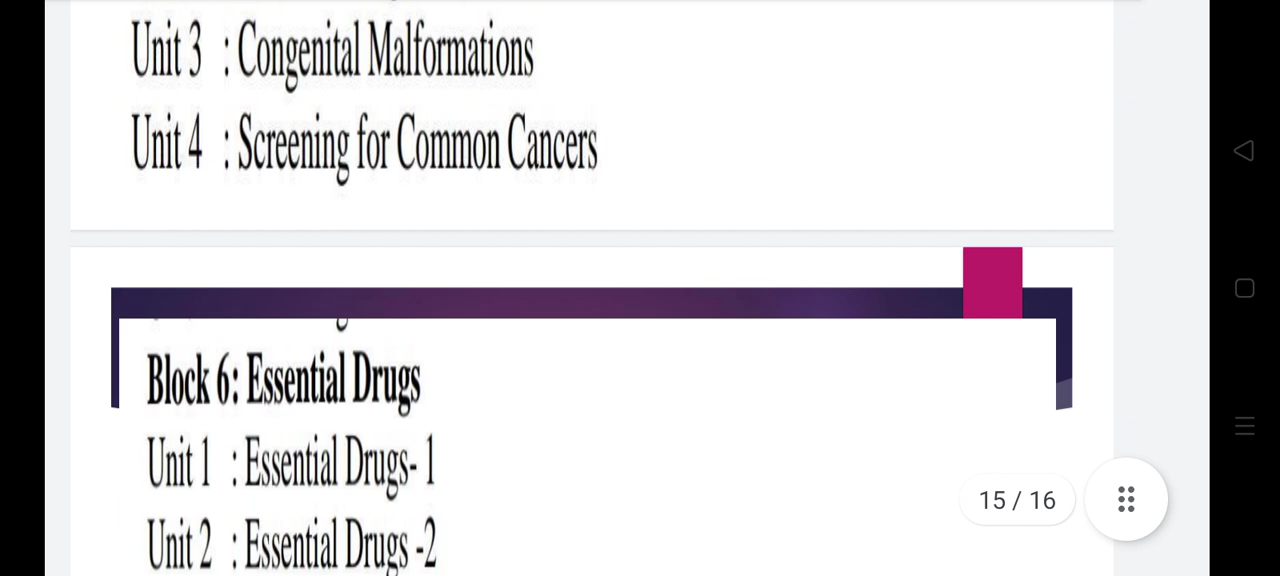 Unit 3 : Congenital Malformations
Unit 4 : Screening for Common Cancers
Block 6: Essential Drugs
Unit 1 : Essential Drugs- 1
Unit 2 : Essential Drugs -2
15 / 16